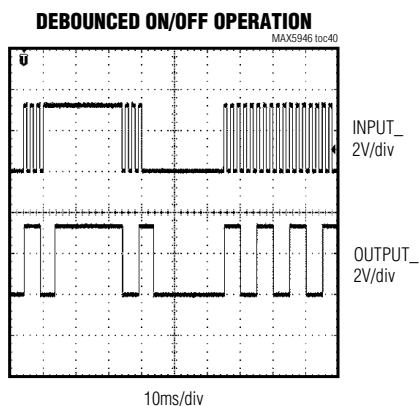 DEBOUNCED ON/OFF OPERATION
MAX5946 toc40
INPUT_
2V/div
OUTPUT_
2V/div
10ms/div